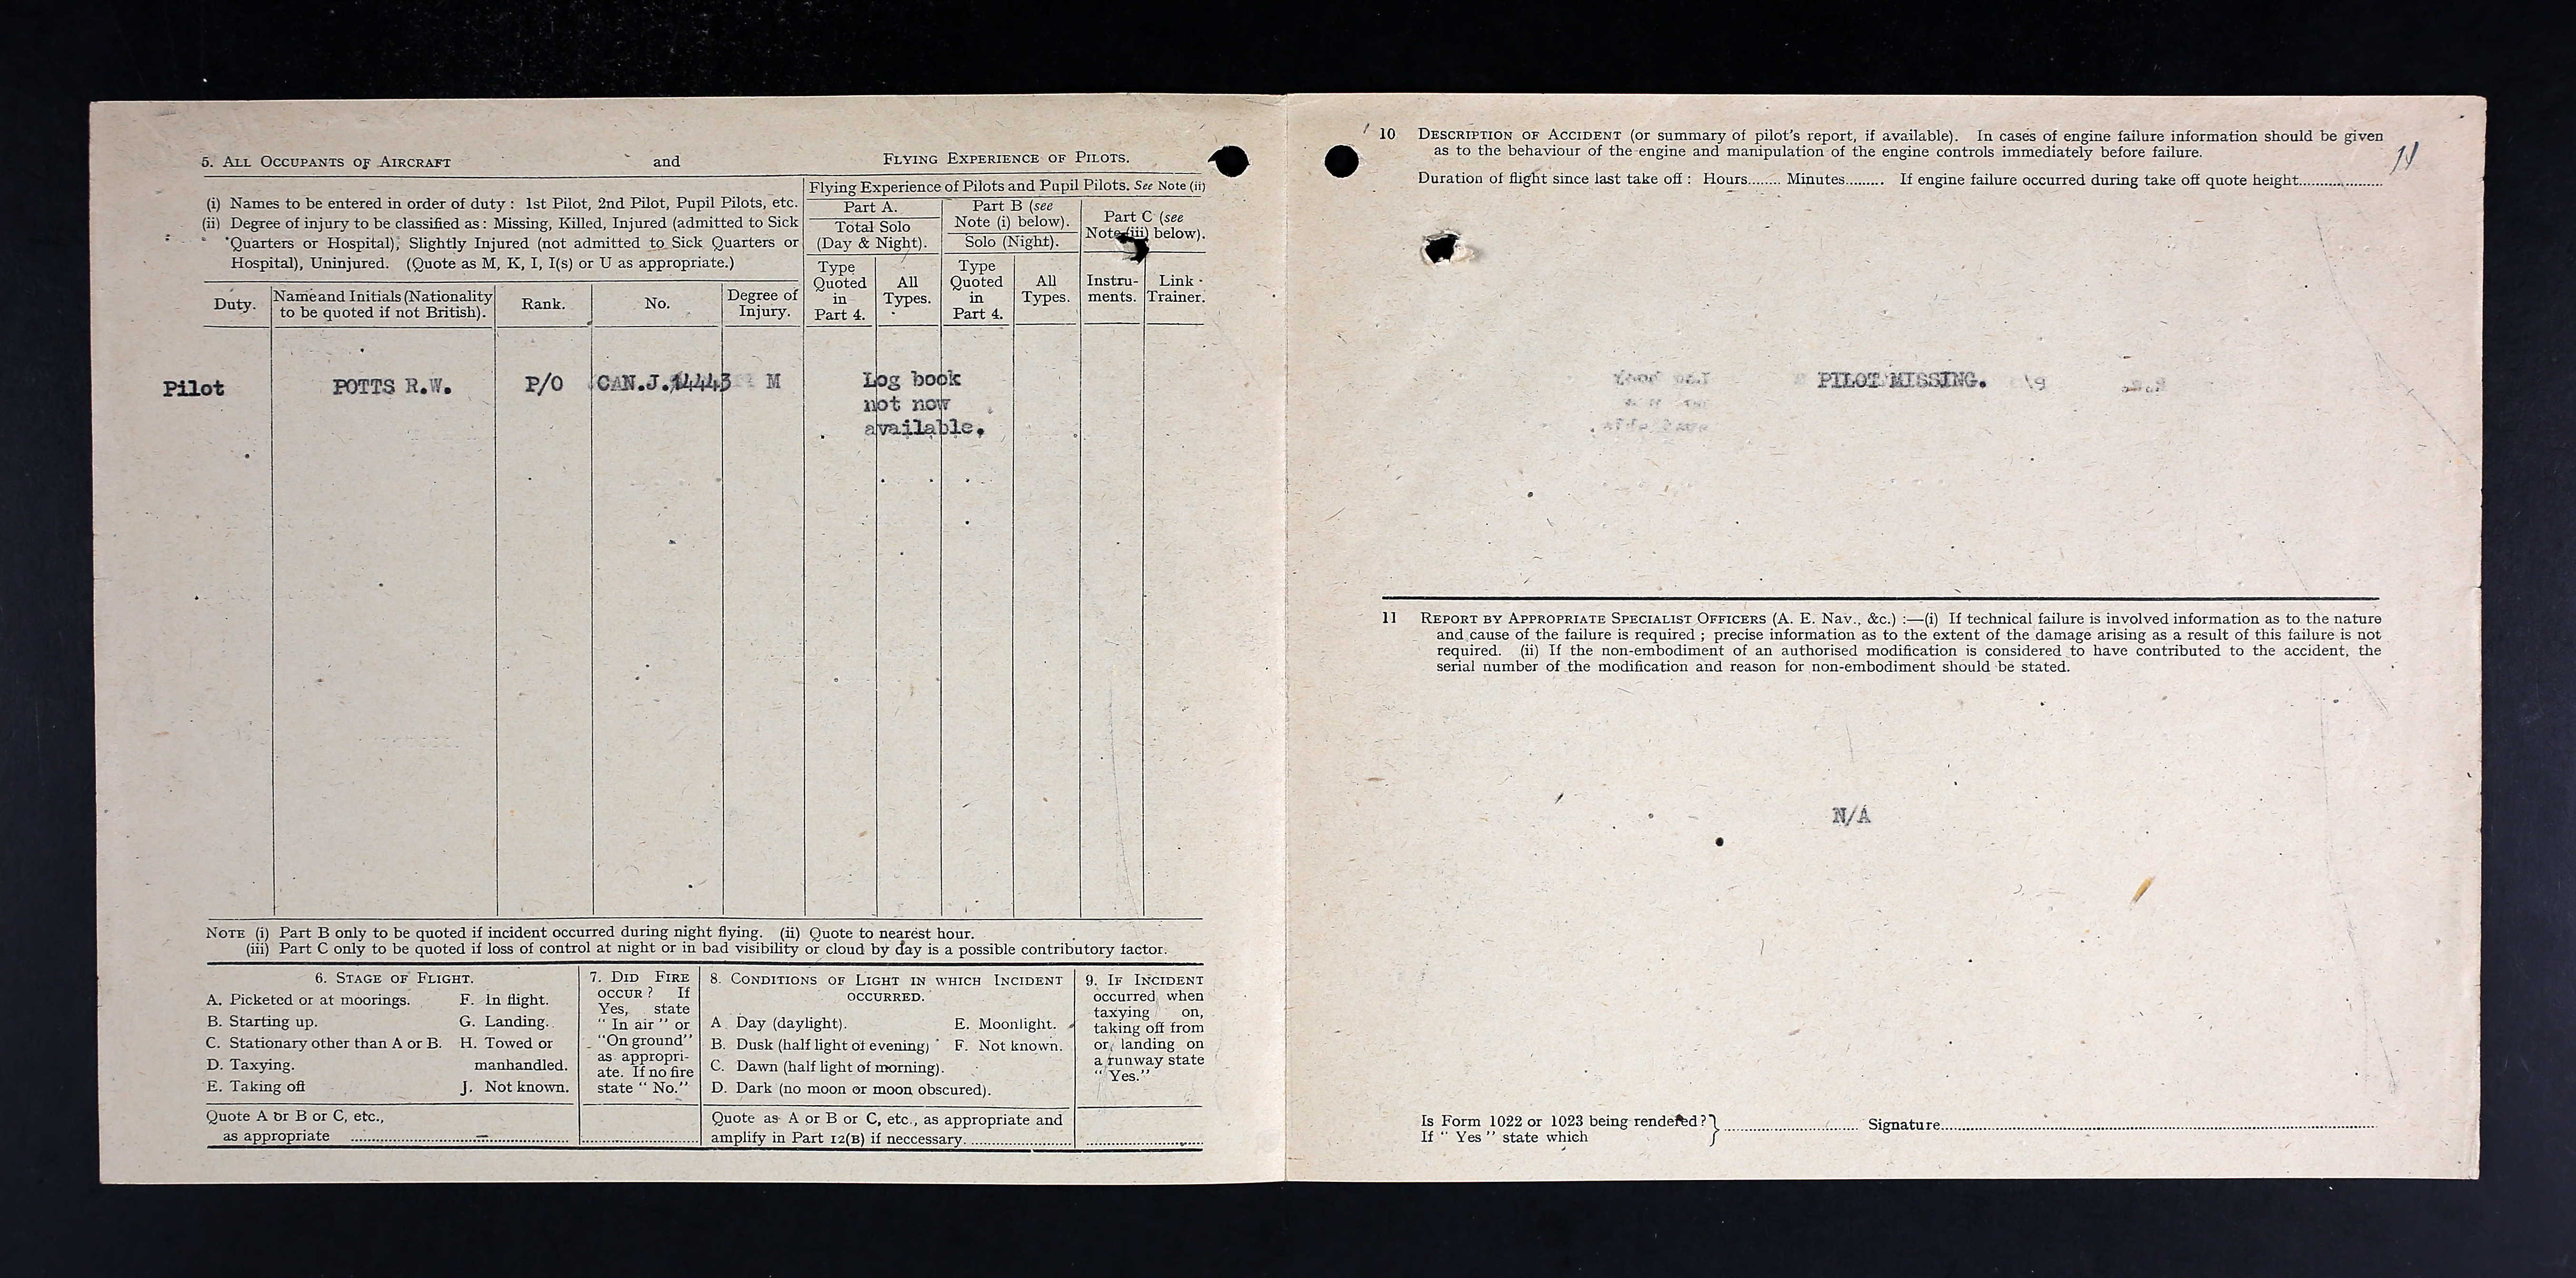 5. ALL OCCUPANTS OF AIRCRAFT and FLYING EXPERIENCE OF PILOTS.
(i) Names to be entered in order of duty : 1st Pilot, 2nd Pilot, Pupil Pilots, etc.
(ii) Degree of injury to be classified as : Missing, Killed, Injured (admitted to Sick
Quarters or Hospital), Slightly Injured (not admitted to Sick Quarters or
Hospital), Uninjured. (Quote as M, K, I, I(s) or U as appropriate.)
Flying Experience of Pilots and Pupil Pilots. See Note (ii)
Part A.
Total Solo
(Day & Night).
Part B (see
Note (i) below).
Solo (Night).
Part C (see
Note (iii) below).
Duty.
Name and Initials (Nationality
to be quoted if not British).
Rank.
No.
Degree of
Injury.
Type
Quoted
in
Part 4.
All
Types.
Type
Quoted
in
Part 4.
All
Types.
Instru-
ments.
Link
Trainer.
Pilot POTTS R.W. P/O CAN.J.14443 M Log book
not now
available.
NOTE (i) Part B only to be quoted if incident occurred during night flying. (ii) Quote to nearest hour.
(iii) Part C only to be quoted if loss of control at night or in bad visibility or cloud by day is a possible contributory factor.
6. STAGE OF FLIGHT.
A. Picketed or at moorings. F. In flight.
B. Starting up. G. Landing.
C. Stationary other than A or B. H. Towed or
D. Taxying. manhandled.
E. Taking off J. Not known.
Quote A or B or C, etc.,
as appropriate
7. DID FIRE
OCCUR ? If
Yes, state
" In air " or
"On ground"
as appropri-
ate. If no fire
state " No."
8. CONDITIONS OF LIGHT IN WHICH INCIDENT
OCCURRED.
A Day (daylight). E. Moonlight.
B. Dusk (half light of evening) F. Not known.
C. Dawn (half light of morning).
D. Dark (no moon or moon obscured).
Quote as A or B or C, etc., as appropriate and
amplify in Part 12(B) if neccessary.
9. IF INCIDENT
occurred when
taxying on,
taking off from
or landing on
a runway state
" Yes."
10 DESCRIPTION OF ACCIDENT (or summary of pilot's report, if available). In cases of engine failure information should be given
as to the behaviour of the engine and manipulation of the engine controls immediately before failure.
Duration of flight since last take off : Hours........ Minutes......... If engine failure occurred during take off quote height....................
PILOT MISSING.
11 REPORT BY APPROPRIATE SPECIALIST OFFICERS (A. E. Nav., &c.) :—(i) If technical failure is involved information as to the nature
and cause of the failure is required ; precise information as to the extent of the damage arising as a result of this failure is not
required. (ii) If the non-embodiment of an authorised modification is considered to have contributed to the accident, the
serial number of the modification and reason for non-embodiment should be stated.
N/A
Is Form 1022 or 1023 being rendered ? } .............................. Signature
If " Yes " state which